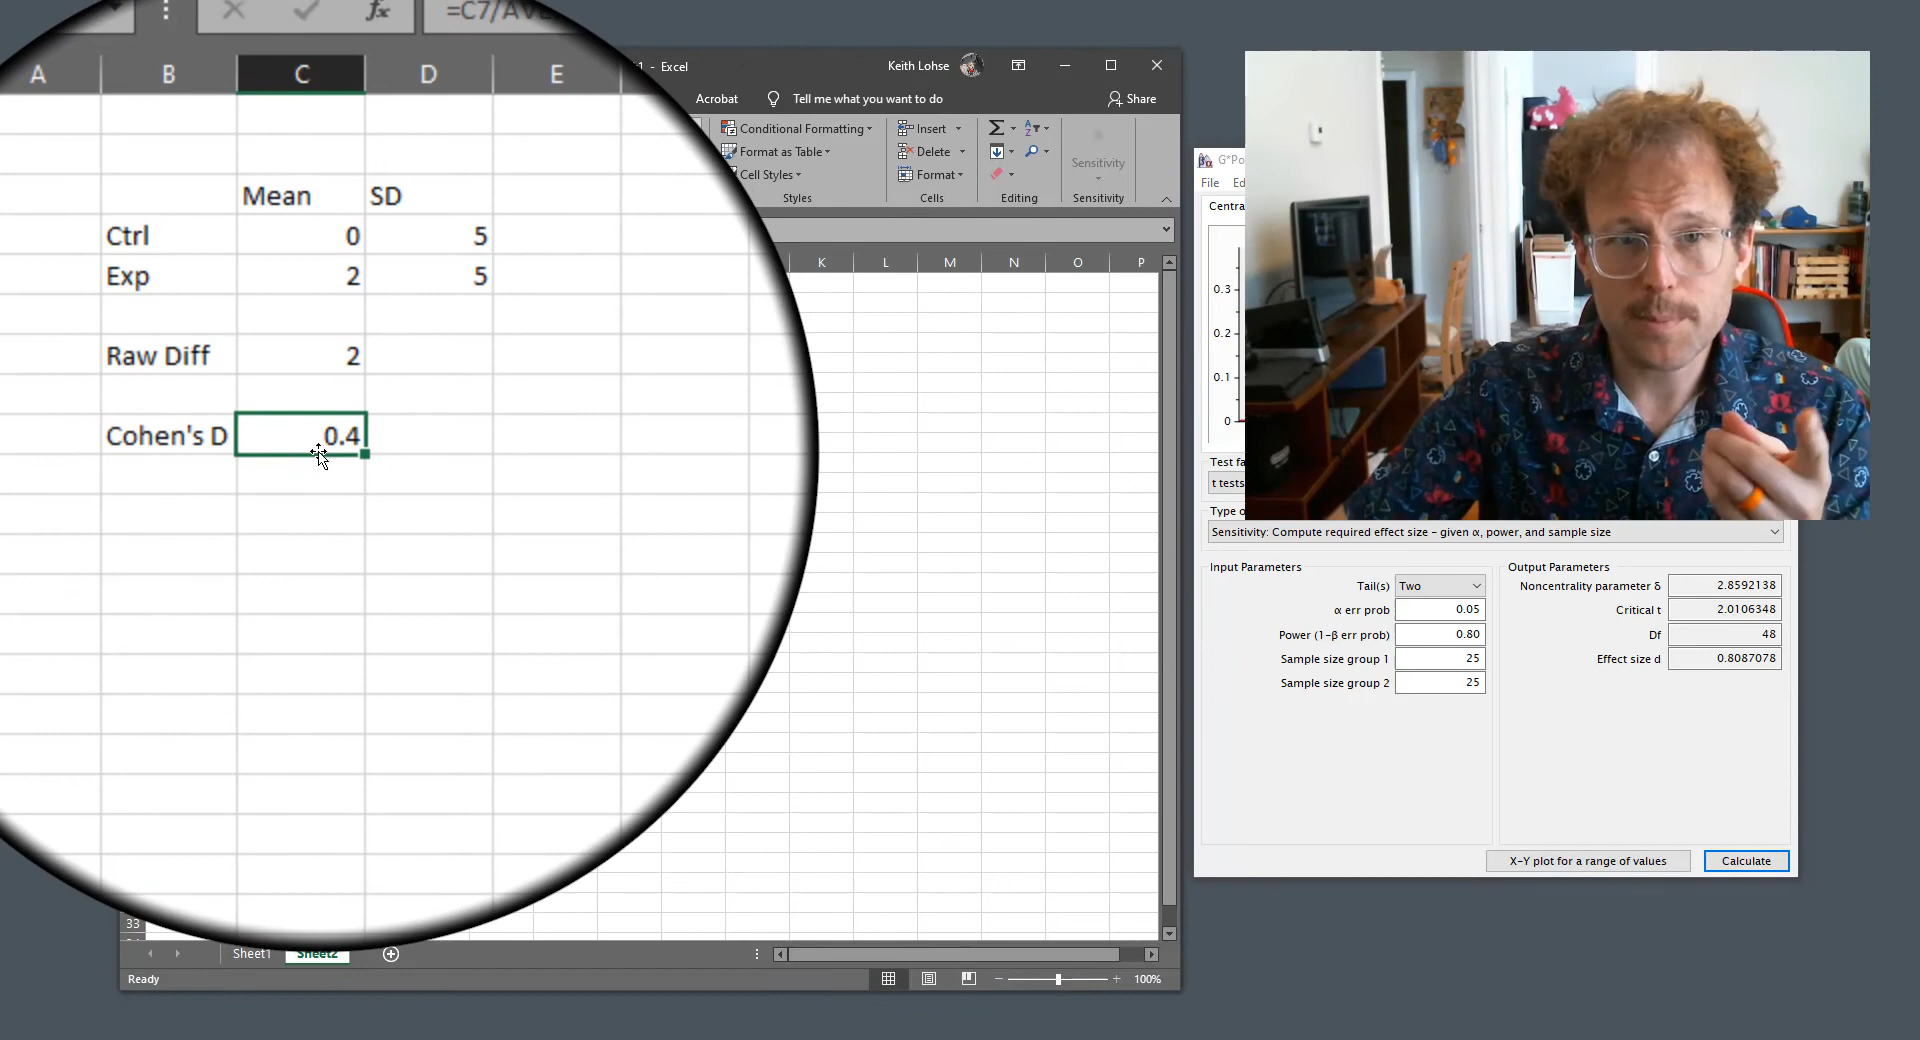 =C7/AVE
A B C D E
Mean SD
Ctrl 0 5
Exp 2 5
Raw Diff 2
Cohen's D 0.4
1 - Excel
Keith Lohse
Acrobat
Tell me what you want to do
Share
Conditional Formatting
Format as Table
Cell Styles
Styles
Insert
Delete
Format
Cells
Editing
Sensitivity
Sensitivity
K L M N O P
33
Sheet1 Sheet2
Ready
100%
G*Po
File Ed
Centra
0.3
0.2
0.1
0
Test fa
t tests
Type o
Sensitivity: Compute required effect size - given α, power, and sample size
Input Parameters
Tail(s) Two
α err prob 0.05
Power (1-β err prob) 0.80
Sample size group 1 25
Sample size group 2 25
Output Parameters
Noncentrality parameter δ 2.8592138
Critical t 2.0106348
Df 48
Effect size d 0.8087078
X-Y plot for a range of values
Calculate